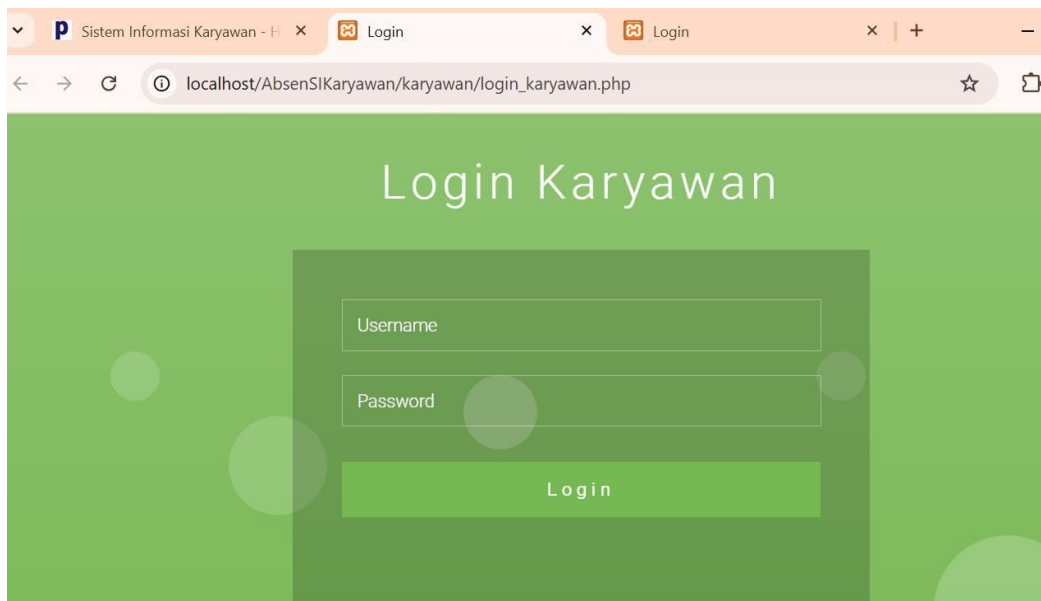 p Sistem Informasi Karyawan - H
Login
Login
localhost/AbsenSIKaryawan/karyawan/login_karyawan.php
Login Karyawan
Username
Password
Login